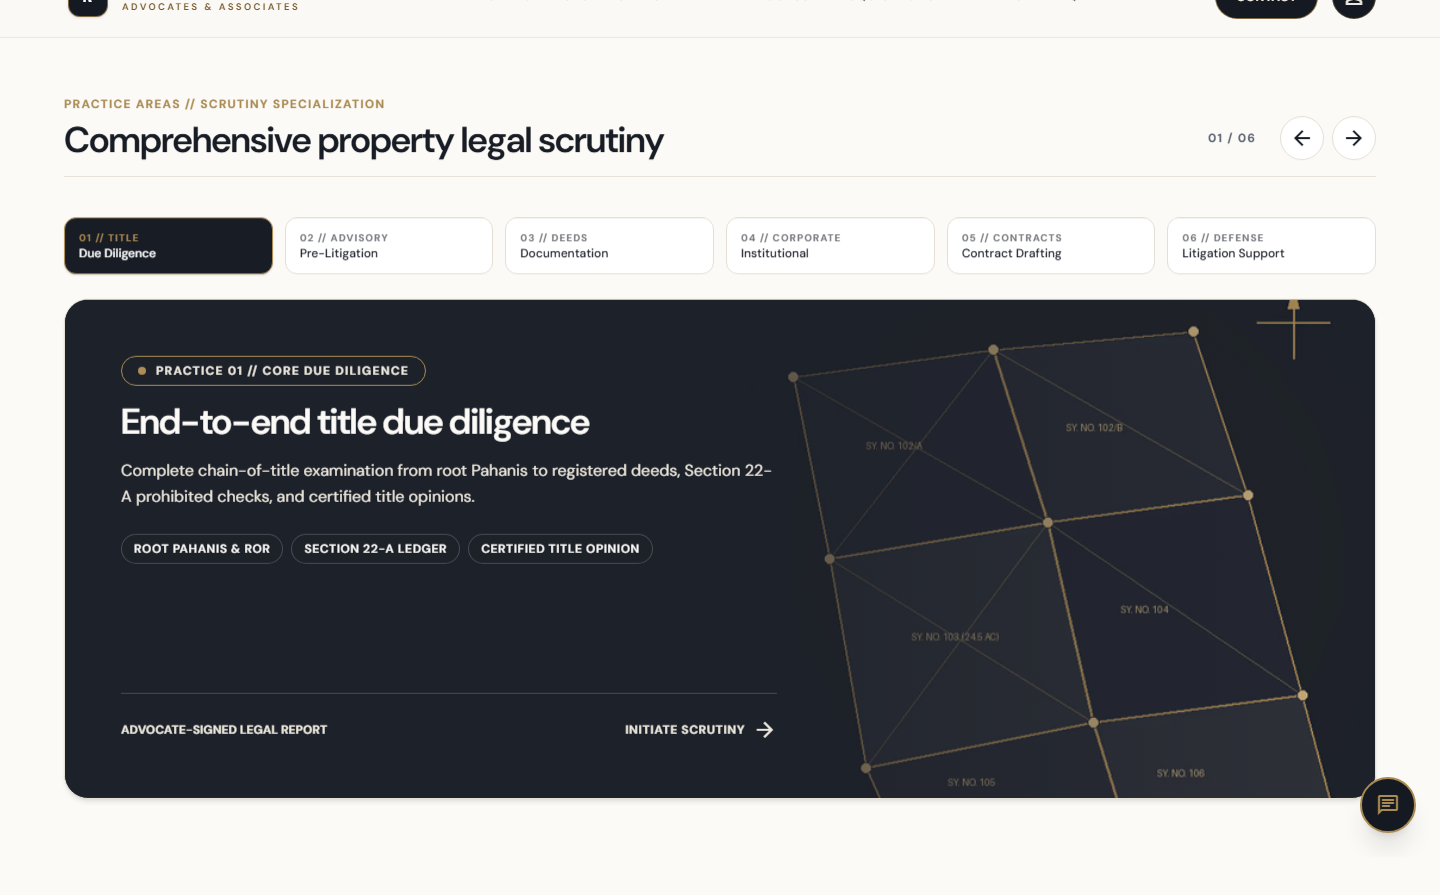 ADVOCATES & ASSOCIATES
PRACTICE AREAS // SCRUTINY SPECIALIZATION
Comprehensive property legal scrutiny
01 / 06
01 // TITLE
Due Diligence
02 // ADVISORY
Pre-Litigation
03 // DEEDS
Documentation
04 // CORPORATE
Institutional
05 // CONTRACTS
Contract Drafting
06 // DEFENSE
Litigation Support
PRACTICE 01 // CORE DUE DILIGENCE
End-to-end title due diligence
Complete chain-of-title examination from root Pahanis to registered deeds, Section 22-
A prohibited checks, and certified title opinions.
ROOT PAHANIS & ROR
SECTION 22-A LEDGER
CERTIFIED TITLE OPINION
ADVOCATE-SIGNED LEGAL REPORT
INITIATE SCRUTINY
SY. NO. 102/A
SY. NO. 102/B
SY. NO. 103 (24.5 AC)
SY. NO. 104
SY. NO. 105
SY. NO. 106